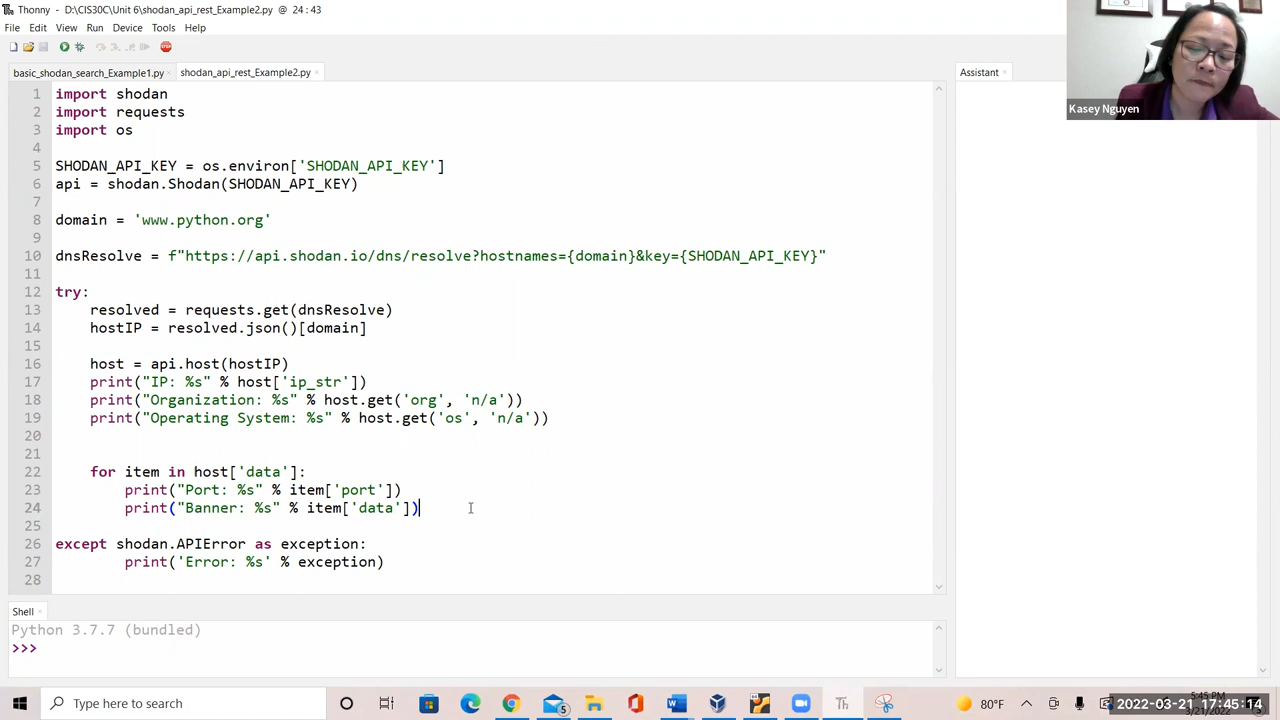 Thonny - D:\CIS30C\Unit 6\shodan_api_rest_Example2.py @ 24:43
File Edit View Run Device Tools Help
basic_shodan_search_Example1.py × shodan_api_rest_Example2.py ×
Assistant ×
Kasey Nguyen
1 import shodan
2 import requests
3 import os
4
5 SHODAN_API_KEY = os.environ['SHODAN_API_KEY']
6 api = shodan.Shodan(SHODAN_API_KEY)
7
8 domain = 'www.python.org'
9
10 dnsResolve = f"https://api.shodan.io/dns/resolve?hostnames={domain}&key={SHODAN_API_KEY}"
11
12 try:
13     resolved = requests.get(dnsResolve)
14     hostIP = resolved.json()[domain]
15
16     host = api.host(hostIP)
17     print("IP: %s" % host['ip_str'])
18     print("Organization: %s" % host.get('org', 'n/a'))
19     print("Operating System: %s" % host.get('os', 'n/a'))
20
21
22     for item in host['data']:
23         print("Port: %s" % item['port'])
24         print("Banner: %s" % item['data'])
25
26 except shodan.APIError as exception:
27         print('Error: %s' % exception)
28
Shell ×
Python 3.7.7 (bundled)
>>>
Type here to search
5
80°F
5:45 PM
3/21/2022
2022-03-21 17:45:14